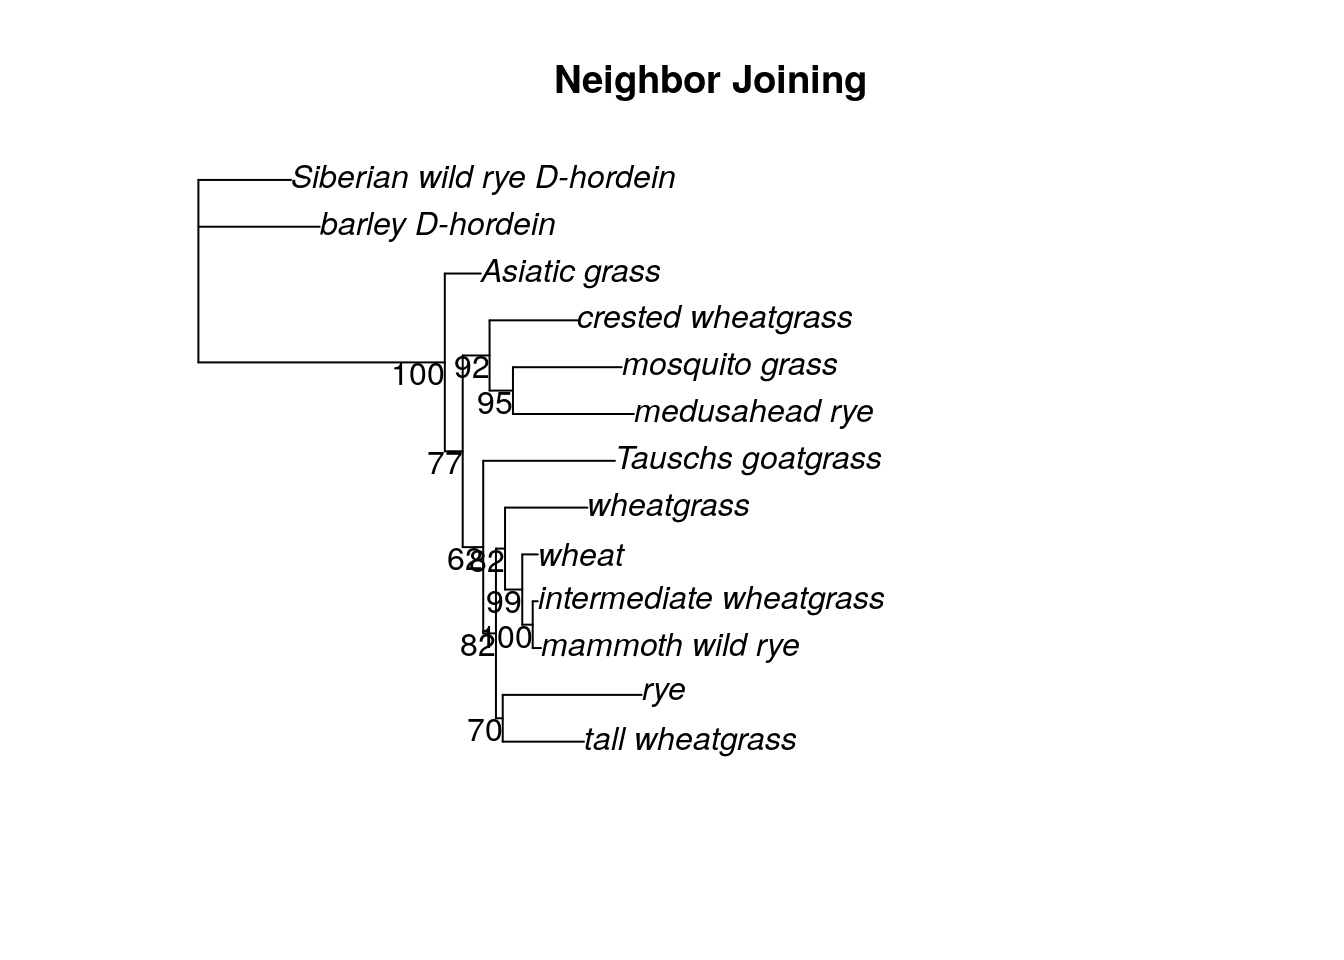 Neighbor Joining
Siberian wild rye D-hordein
barley D-hordein
Asiatic grass
crested wheatgrass
mosquito grass
100
92
95
medusahead rye
77
Tauschs goatgrass
wheatgrass
62
82
wheat
99
intermediate wheatgrass
82
100
mammoth wild rye
rye
70
tall wheatgrass